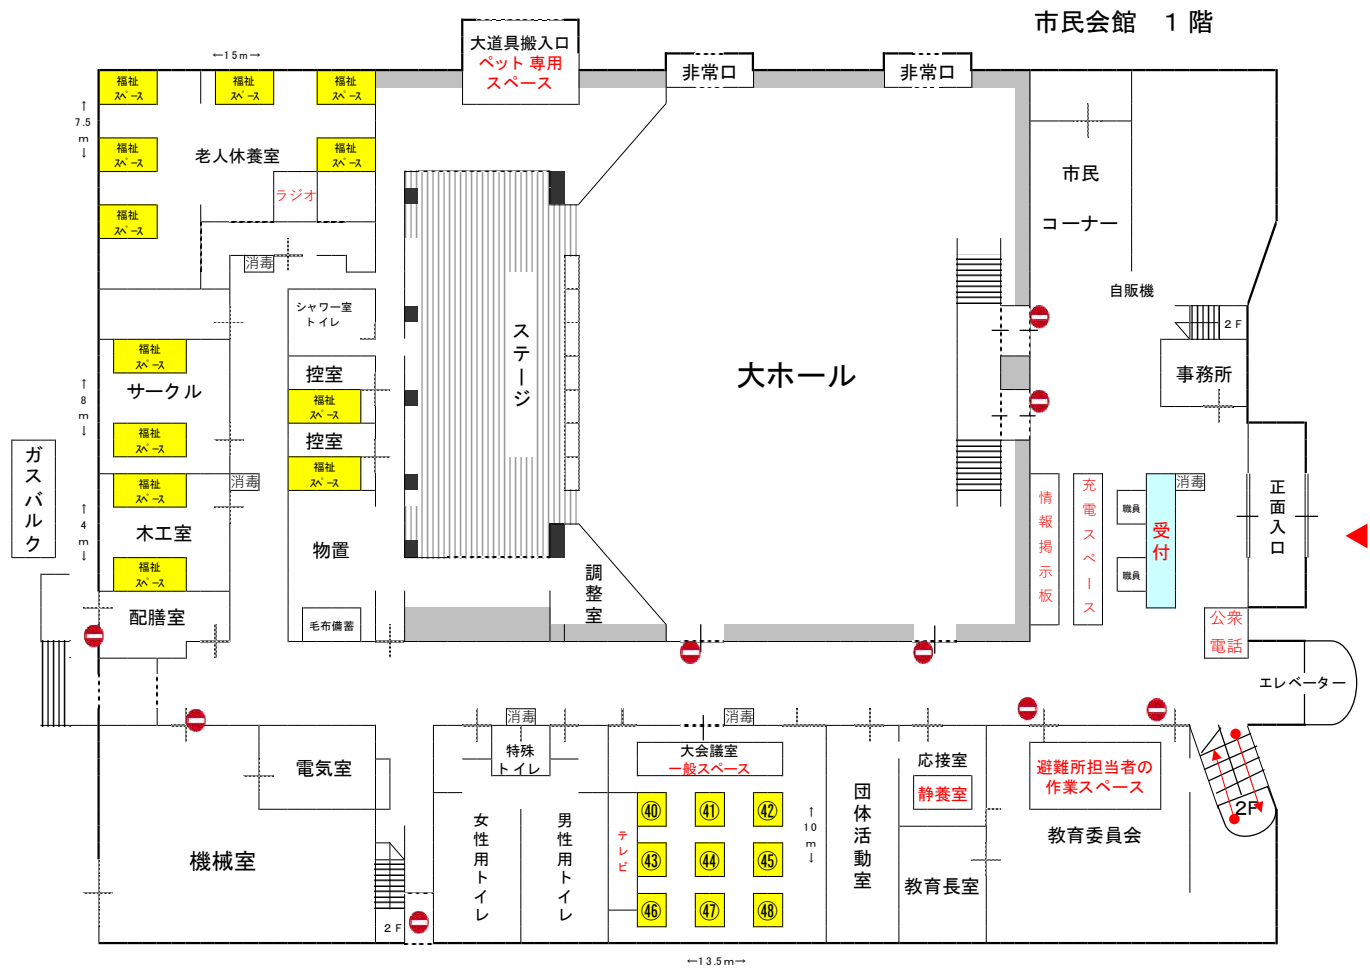 市民会館　１階
大道具搬入口
ペット 専用
スペース
非常口
非常口
←15m→
↑
7.5
m
↓
福祉
スペース
福祉
スペース
福祉
スペース
福祉
スペース
老人休養室
福祉
スペース
ラジオ
福祉
スペース
市民
コーナー
自販機
2F
事務所
消毒
シャワー室
トイレ
福祉
スペース
サークル
↑
8
m
↓
福祉
スペース
控室
福祉
スペース
控室
福祉
スペース
ステージ
大ホール
ガスバルク
消毒
福祉
スペース
木工室
↑
4
m
↓
福祉
スペース
配膳室
物置
毛布備蓄
調整室
情報掲示板
充電スペース
職員
職員
受付
消毒
正面入口
公衆
電話
エレベーター
電気室
機械室
2F
消毒
特殊
トイレ
女性用トイレ
男性用トイレ
消毒
大会議室
一般スペース
テレビ
㊵
㊶
㊷
㊸
㊹
㊺
㊻
㊼
㊽
↑
10
m
↓
←13.5m→
団体活動室
応接室
静養室
教育長室
避難所担当者の
作業スペース
教育委員会
2F